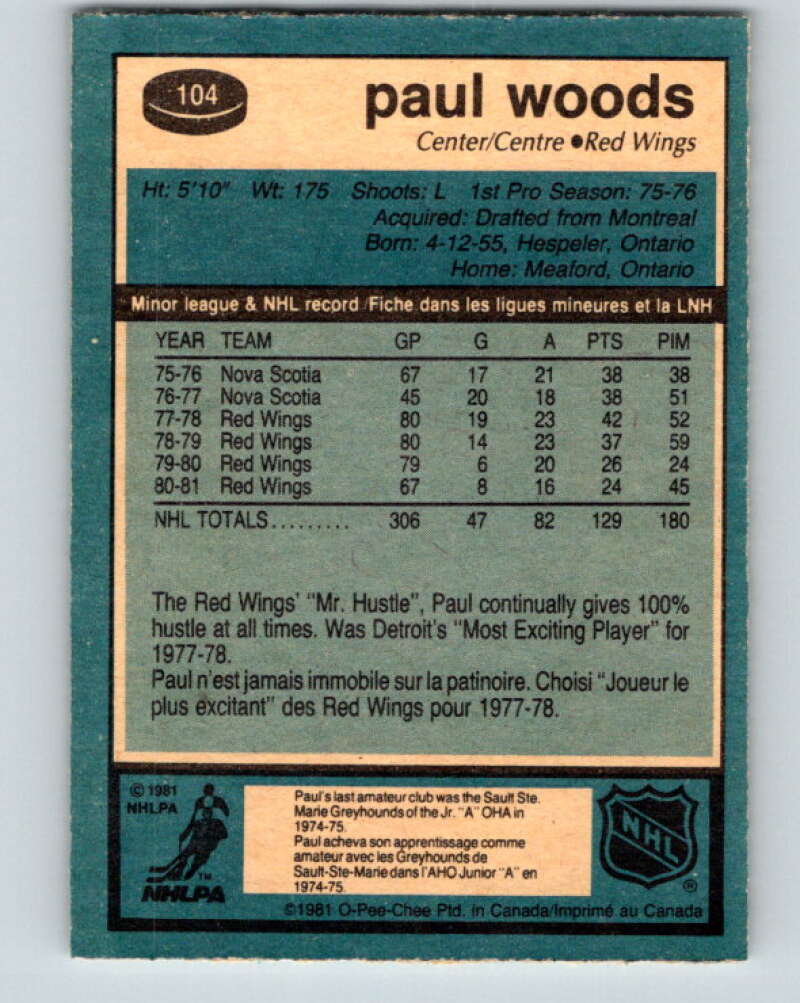 104
paul woods
Center/Centre ●Red Wings
Ht: 5'10" Wt: 175 Shoots: L 1st Pro Season: 75-76
Acquired: Drafted from Montreal
Born: 4-12-55, Hespeler, Ontario
Home: Meaford, Ontario
Minor league & NHL record/Fiche dans les ligues mineures et la LNH
YEAR TEAM GP G A PTS PIM
75-76 Nova Scotia 67 17 21 38 38
76-77 Nova Scotia 45 20 18 38 51
77-78 Red Wings 80 19 23 42 52
78-79 Red Wings 80 14 23 37 59
79-80 Red Wings 79 6 20 26 24
80-81 Red Wings 67 8 16 24 45
NHL TOTALS......... 306 47 82 129 180
The Red Wings' "Mr. Hustle", Paul continually gives 100%
hustle at all times. Was Detroit's "Most Exciting Player" for
1977-78.
Paul n'est jamais immobile sur la patinoire. Choisi "Joueur le
plus excitant" des Red Wings pour 1977-78.
© 1981
NHLPA
TM
NHLPA
Paul's last amateur club was the Sault Ste.
Marie Greyhounds of the Jr. "A" OHA in
1974-75.
Paul acheva son apprentissage comme
amateur avec les Greyhounds de
Sault-Ste-Marie dans l'AHO Junior "A" en
1974-75.
NHL
®
©1981 O-Pee-Chee Ptd. in Canada/Imprimé au Canada